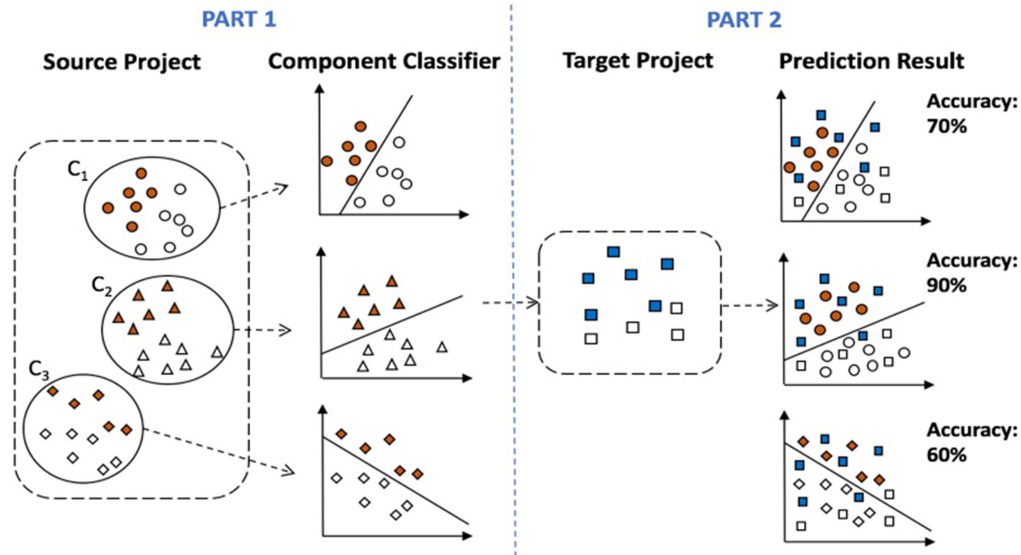 PART 1
PART 2
Source Project
Component Classifier
Target Project
Prediction Result
Accuracy:
70%
C1
C2
Accuracy:
90%
C3
Accuracy:
60%